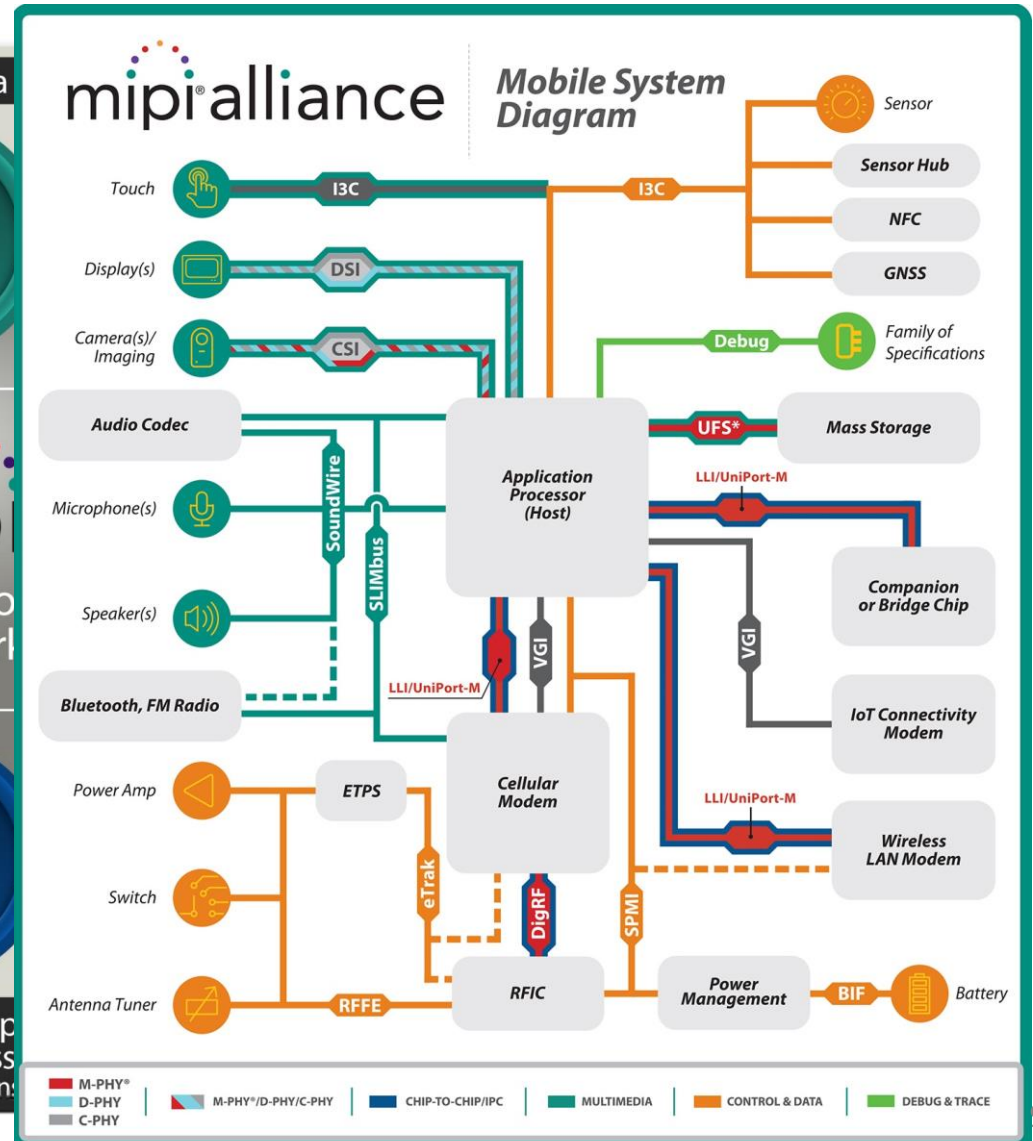 mipi® alliance
Mobile System
Diagram
Touch
I3C
I3C
Sensor
Sensor Hub
NFC
GNSS
Display(s)
DSI
Camera(s)/
Imaging
CSI
Debug
Family of
Specifications
Audio Codec
UFS*
Mass Storage
Application
Processor
(Host)
LLI/UniPort-M
Microphone(s)
SoundWire
SLIMbus
Companion
or Bridge Chip
Speaker(s)
VGI
VGI
LLI/UniPort-M
Bluetooth, FM Radio
IoT Connectivity
Modem
Power Amp
ETPS
Cellular
Modem
LLI/UniPort-M
Wireless
LAN Modem
Switch
eTrak
DigRF
SPMI
Antenna Tuner
RFFE
RFIC
Power
Management
BIF
Battery
M-PHY®
D-PHY
C-PHY
M-PHY®/D-PHY/C-PHY
CHIP-TO-CHIP/IPC
MULTIMEDIA
CONTROL & DATA
DEBUG & TRACE